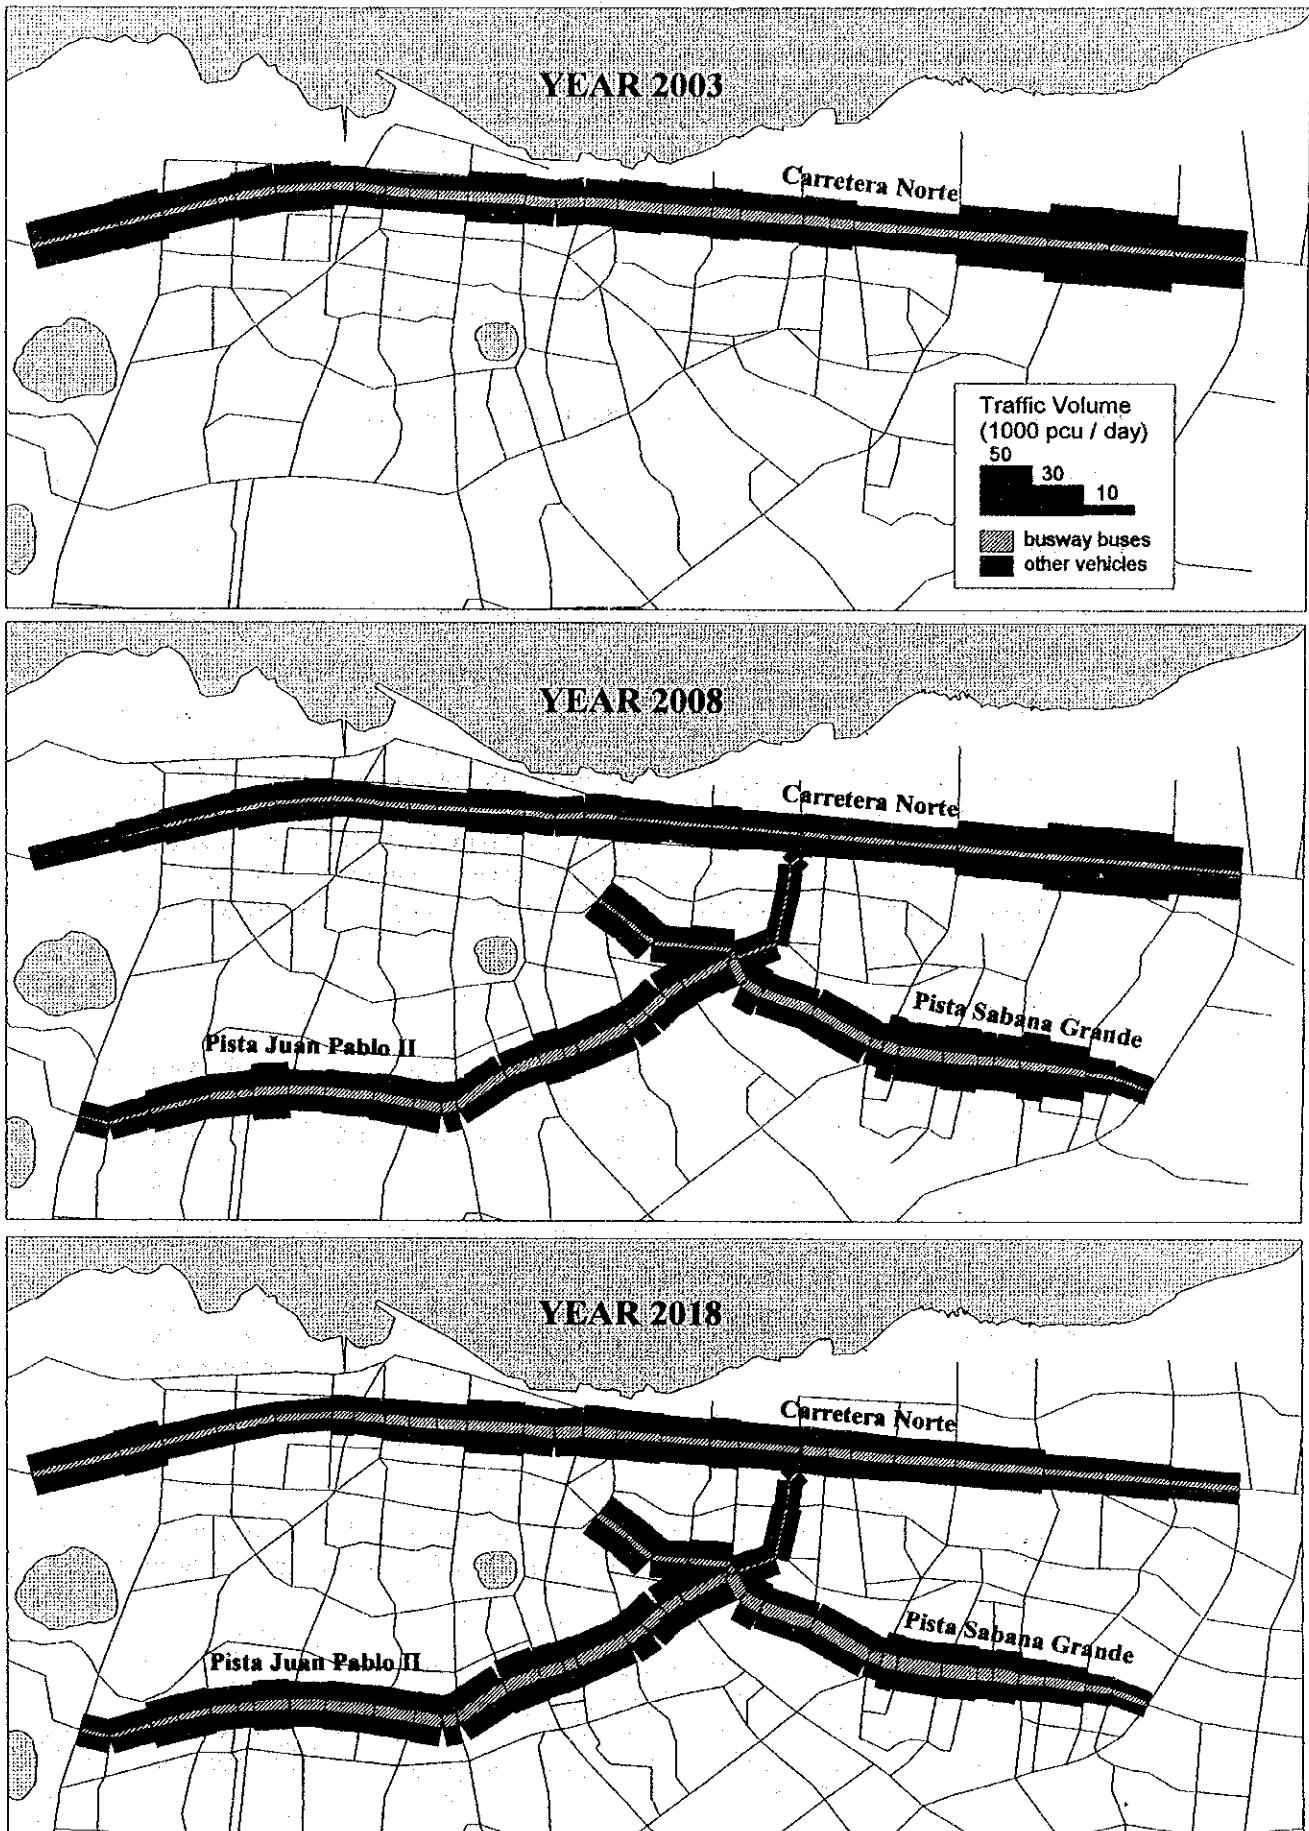 YEAR 2003
Carretera Norte
Traffic Volume
(1000 pcu / day)
50
30
10
busway buses
other vehicles
YEAR 2008
Carretera Norte
Pista Sabana Grande
Pista Juan Pablo II
YEAR 2018
Carretera Norte
Pista Sabana Grande
Pista Juan Pablo II